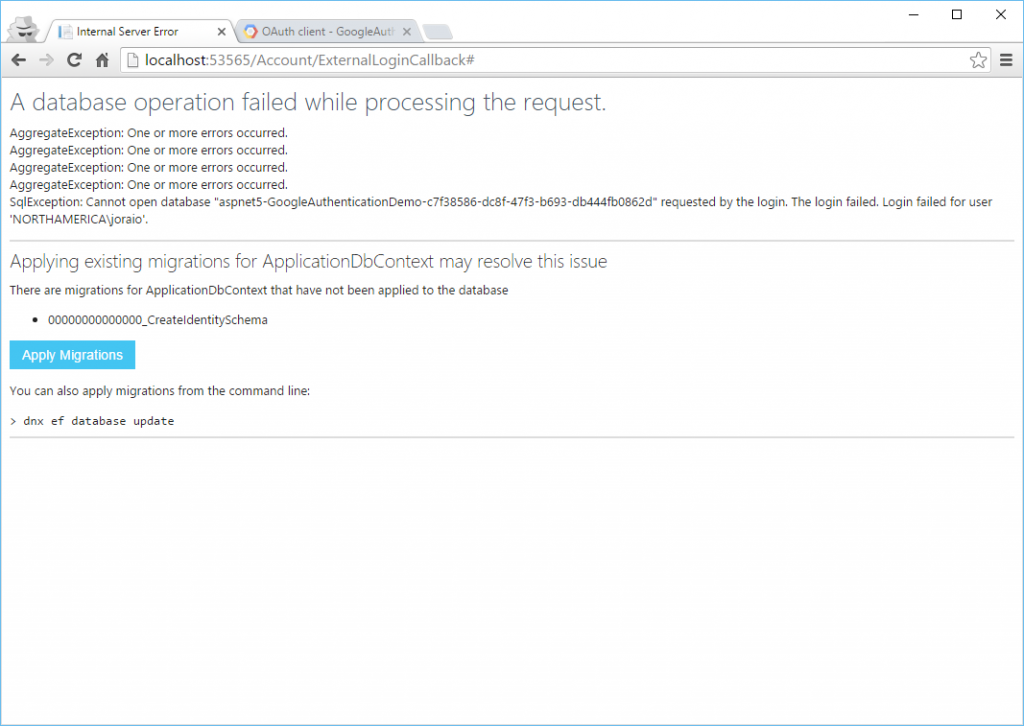 Internal Server Error
OAuth client - GoogleAuth
localhost:53565/Account/ExternalLoginCallback#
A database operation failed while processing the request.
AggregateException: One or more errors occurred.
AggregateException: One or more errors occurred.
AggregateException: One or more errors occurred.
AggregateException: One or more errors occurred.
SqlException: Cannot open database "aspnet5-GoogleAuthenticationDemo-c7f38586-dc8f-47f3-b693-db444fb0862d" requested by the login. The login failed. Login failed for user
'NORTHAMERICA\joraio'.
Applying existing migrations for ApplicationDbContext may resolve this issue
There are migrations for ApplicationDbContext that have not been applied to the database
• 00000000000000_CreateIdentitySchema
Apply Migrations
You can also apply migrations from the command line:
> dnx ef database update